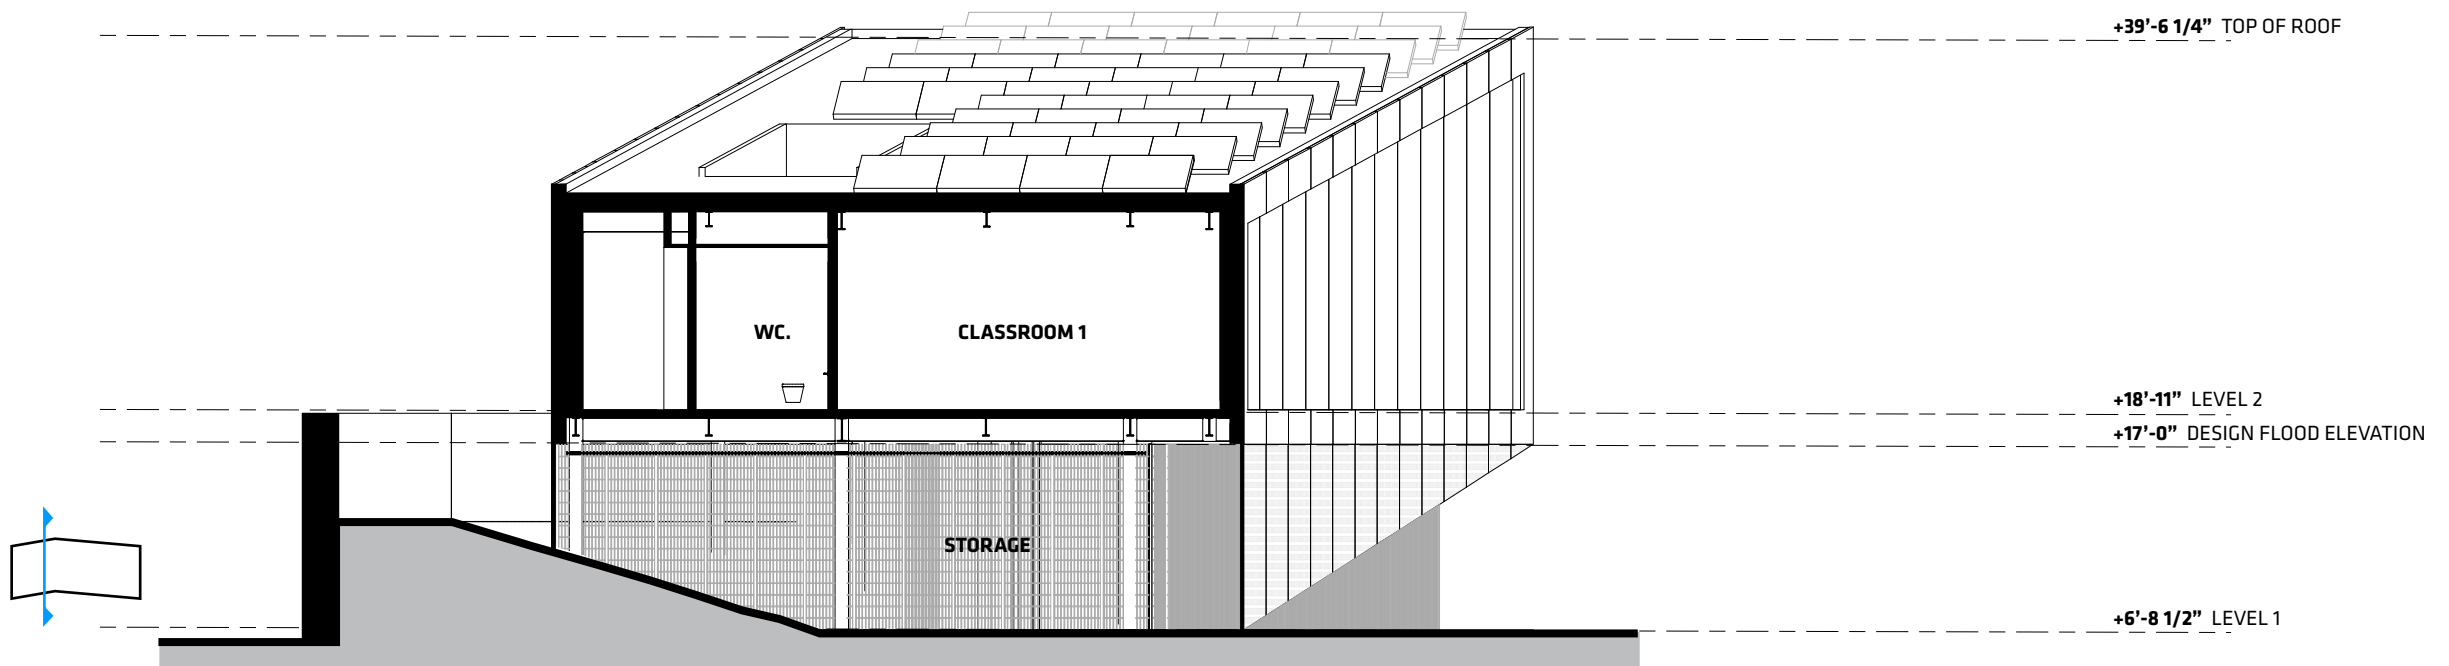 +39’-6 1/4” TOP OF ROOF
WC.
CLASSROOM 1
+18’-11” LEVEL 2
+17’-0” DESIGN FLOOD ELEVATION
STORAGE
+6’-8 1/2” LEVEL 1